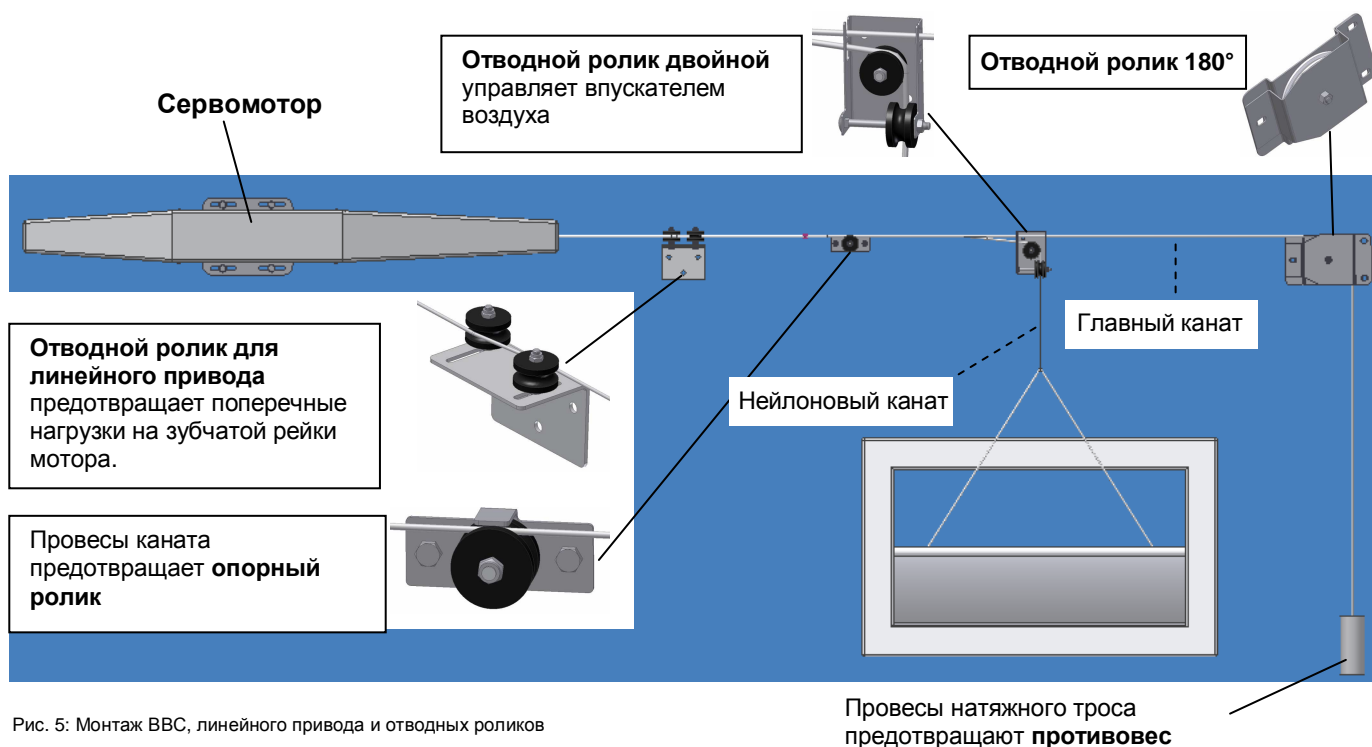 Отводной ролик двойной
управляет впускателем
воздуха
Отводной ролик 180°
Сервомотор
Главный канат
Нейлоновый канат
Отводной ролик для
линейного привода
предотвращает поперечные
нагрузки на зубчатой рейки
мотора.
Провесы каната
предотвращает опорный
ролик
Провесы натяжного троса
предотвращают противовес
Рис. 5: Монтаж ВВС, линейного привода и отводных роликов